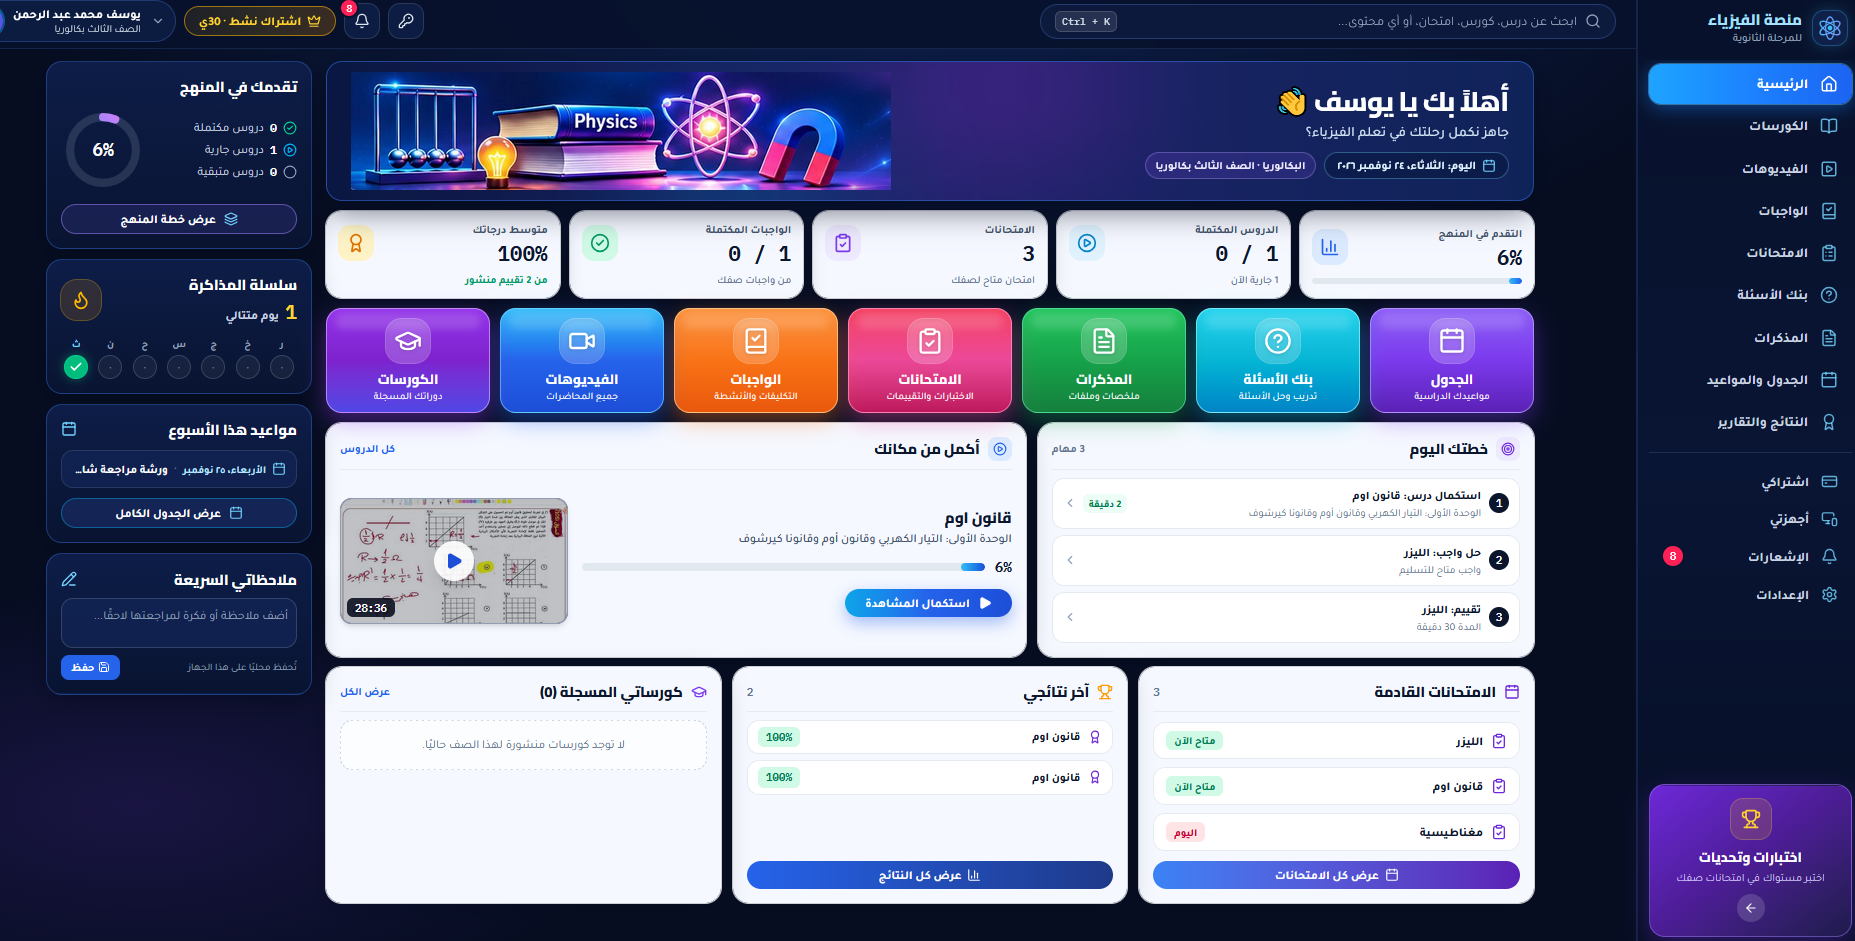 منصة الفيزياء
للمرحلة الثانوية
الرئيسية
الكورسات
الفيديوهات
الواجبات
الامتحانات
بنك الأسئلة
المذكرات
الجدول والمواعيد
النتائج والتقارير
اشتراكي
أجهزتي
الإشعارات
8
الإعدادات
اختبارات وتحديات
اختبر مستواك في امتحانات صفك
ابحث عن درس، كورس، امتحان، أو أي محتوى...
Ctrl + K
8
اشتراك نشط · 30ي
يوسف محمد عبد الرحمن
الصف الثالث بكالوريا
أهلاً بك يا يوسف 👋
جاهز نكمل رحلتك في تعلم الفيزياء؟
اليوم: الثلاثاء، ٢٤ نوفمبر ٢٠٢٦
البكالوريا · الصف الثالث بكالوريا
Physics
التقدم في المنهج
6%
الدروس المكتملة
0 / 1
1 جارية الآن
الامتحانات
3
امتحان متاح لصفك
الواجبات المكتملة
0 / 1
من واجبات صفك
متوسط درجاتك
100%
من 2 تقييم منشور
الجدول
مواعيدك الدراسية
بنك الأسئلة
تدريب وحل الأسئلة
المذكرات
ملخصات وملفات
الامتحانات
الاختبارات والتقييمات
الواجبات
التكليفات والأنشطة
الفيديوهات
جميع المحاضرات
الكورسات
دوراتك المسجلة
خطتك اليوم
3 مهام
1
استكمال درس: قانون اوم
الوحدة الأولى: التيار الكهربي وقانون أوم وقانونا كيرشوف
2 دقيقة
2
حل واجب: الليزر
واجب متاح للتسليم
3
تقييم: الليزر
المدة 30 دقيقة
أكمل من مكانك
كل الدروس
قانون اوم
الوحدة الأولى: التيار الكهربي وقانون أوم وقانونا كيرشوف
6%
استكمال المشاهدة
28:36
الامتحانات القادمة
3
الليزر
متاح الآن
قانون اوم
متاح الآن
مغناطيسية
اليوم
عرض كل الامتحانات
آخر نتائجي
2
قانون اوم
100%
قانون اوم
100%
عرض كل النتائج
كورساتي المسجلة (0)
عرض الكل
لا توجد كورسات منشورة لهذا الصف حاليًا.
تقدمك في المنهج
0 دروس مكتملة
1 دروس جارية
0 دروس متبقية
6%
عرض خطة المنهج
سلسلة المذاكرة
1 يوم متتالي
ر خ ج س ح ن ث
مواعيد هذا الأسبوع
الأربعاء، ٢٥ نوفمبر · ورشة مراجعة شا...
عرض الجدول الكامل
ملاحظاتي السريعة
أضف ملاحظة أو فكرة لمراجعتها لاحقًا...
تُحفظ محليًا على هذا الجهاز
حفظ